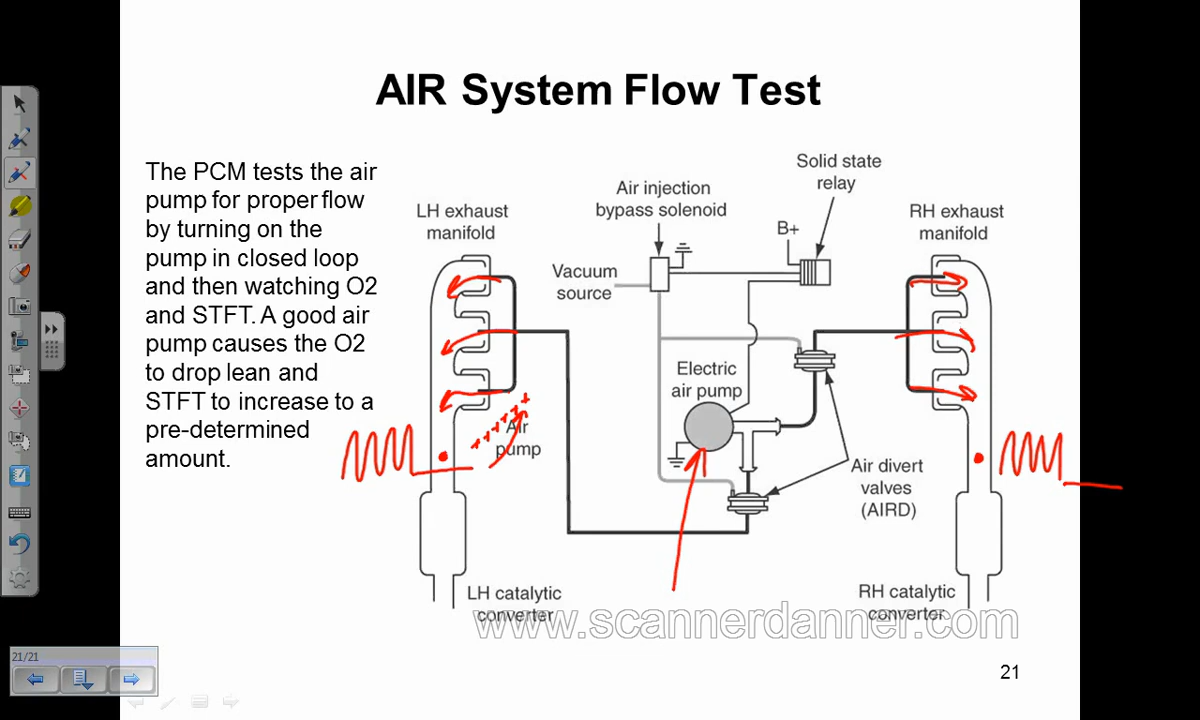 AIR System Flow Test
The PCM tests the air
pump for proper flow
by turning on the
pump in closed loop
and then watching O2
and STFT. A good air
pump causes the O2
to drop lean and
STFT to increase to a
pre-determined
amount.
LH exhaust
manifold
Air injection
bypass solenoid
Solid state
relay
B+
RH exhaust
manifold
Vacuum
source
Electric
air pump
Air
pump
Air divert
valves
(AIRD)
LH catalytic
converter
RH catalytic
converter
www.scannerdanner.com
21
21/21